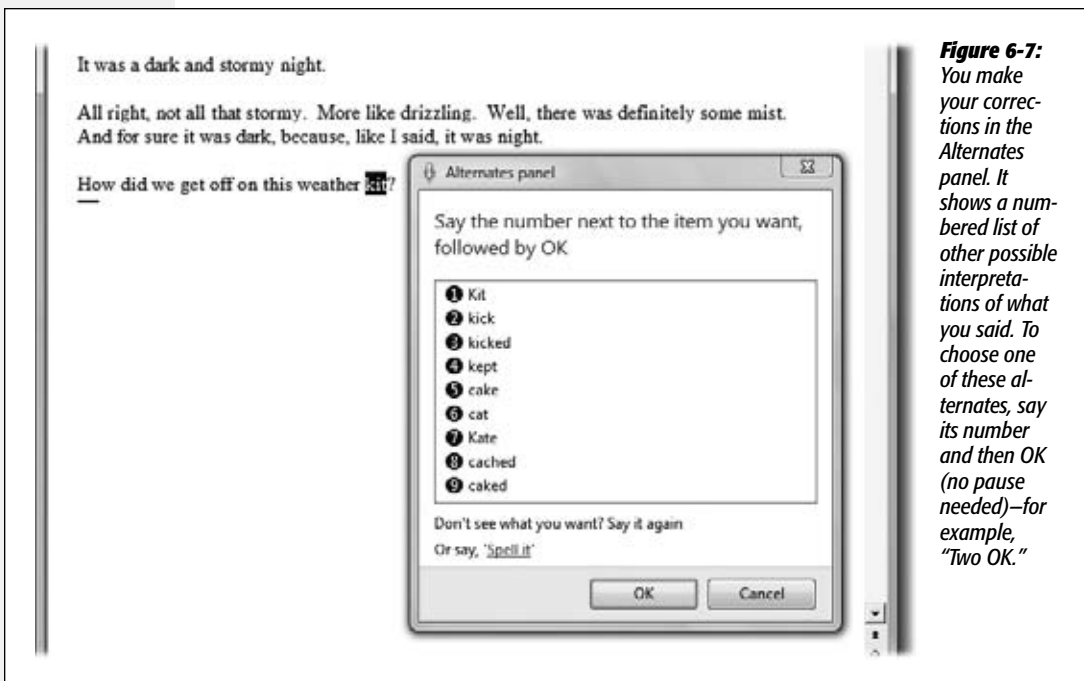 It was a dark and stormy night.
All right, not all that stormy. More like drizzling. Well, there was definitely some mist.
And for sure it was dark, because, like I said, it was night.
How did we get off on this weather kit?
Alternates panel
Say the number next to the item you want,
followed by OK
1 Kit
2 kick
3 kicked
4 kept
5 cake
6 cat
7 Kate
8 cached
9 caked
Don't see what you want? Say it again
Or say, 'Spell it'
OK
Cancel
Figure 6-7:
You make
your correc-
tions in the
Alternates
panel. It
shows a num-
bered list of
other possible
interpreta-
tions of what
you said. To
choose one
of these al-
ternates, say
its number
and then OK
(no pause
needed)—for
example,
“Two OK.”